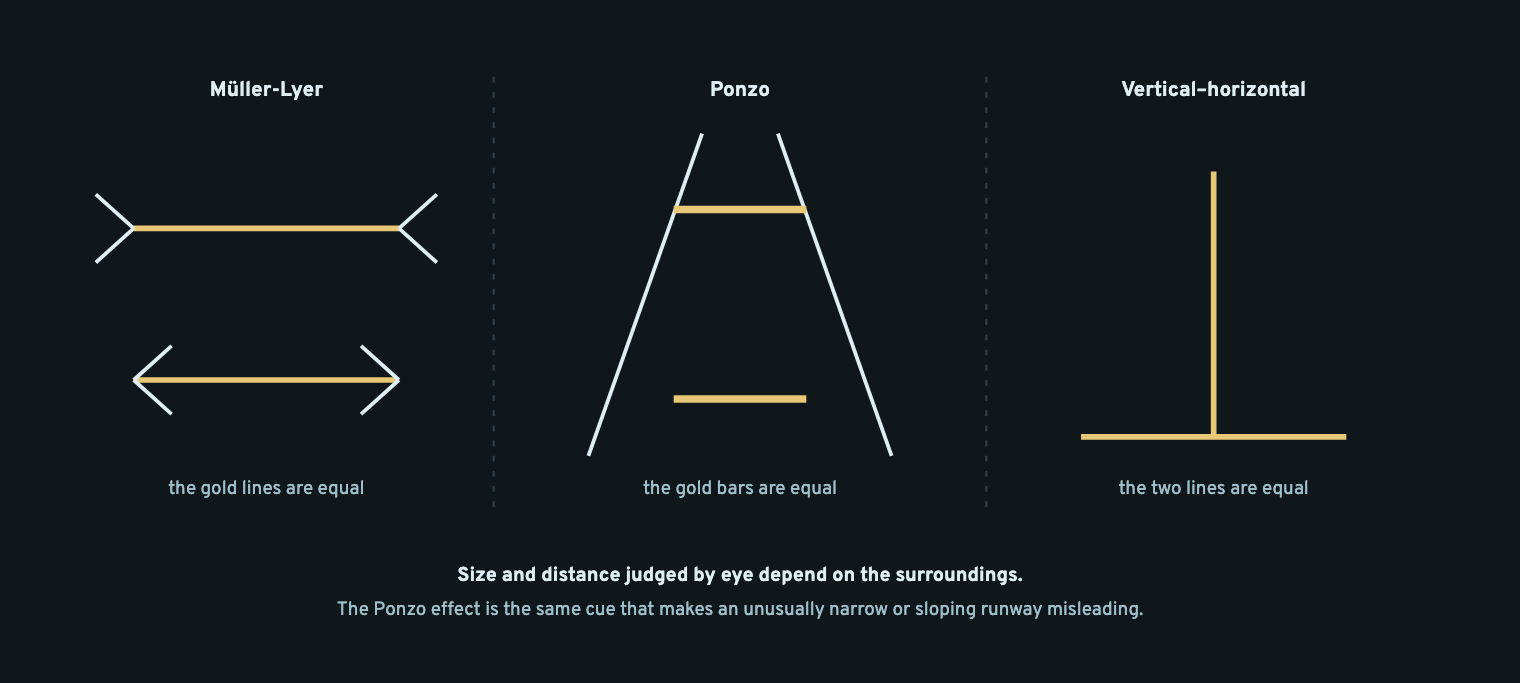 Müller-Lyer
Ponzo
Vertical–horizontal
the gold lines are equal
the gold bars are equal
the two lines are equal
Size and distance judged by eye depend on the surroundings.
The Ponzo effect is the same cue that makes an unusually narrow or sloping runway misleading.